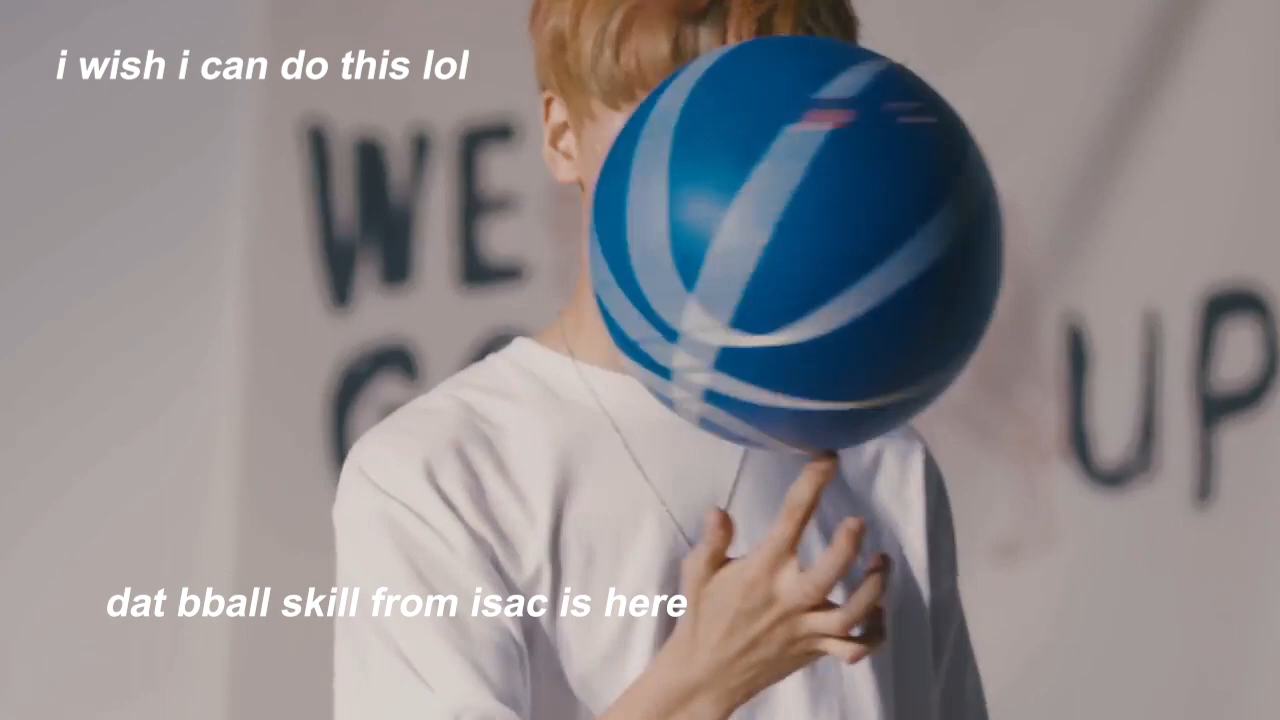 i wish i can do this lol
WE
UP
dat bball skill from isac is here